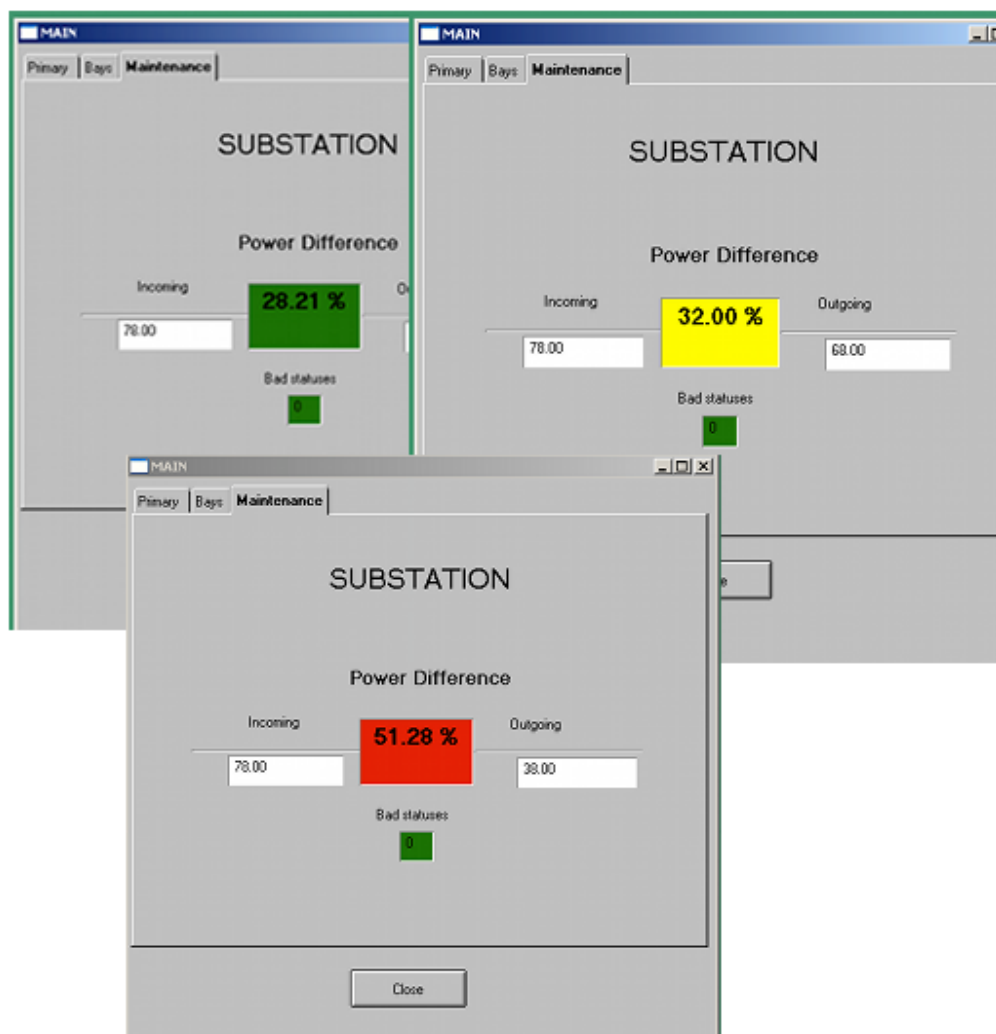 MAIN
Primary Bays Maintenance
SUBSTATION
Power Difference
Incoming
28.21 %
78.00
Bad statuses
0
MAIN
Primary Bays Maintenance
SUBSTATION
Power Difference
Incoming
32.00 %
Outgoing
78.00
68.00
Bad statuses
0
MAIN
Primary Bays Maintenance
SUBSTATION
Power Difference
Incoming
51.28 %
Outgoing
78.00
38.00
Bad statuses
0
Close